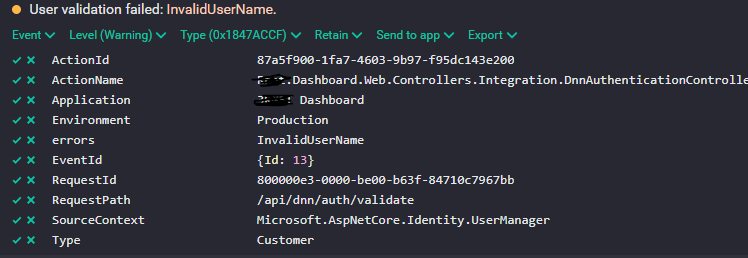 User validation failed: InvalidUserName.
Event Level (Warning) Type (0x1847ACCF) Retain Send to app Export
ActionId 87a5f900-1fa7-4603-9b97-f95dc143e200
ActionName .Dashboard.Web.Controllers.Integration.DnnAuthenticationControlle
Application Dashboard
Environment Production
errors InvalidUserName
EventId {Id: 13}
RequestId 800000e3-0000-be00-b63f-84710c7967bb
RequestPath /api/dnn/auth/validate
SourceContext Microsoft.AspNetCore.Identity.UserManager
Type Customer